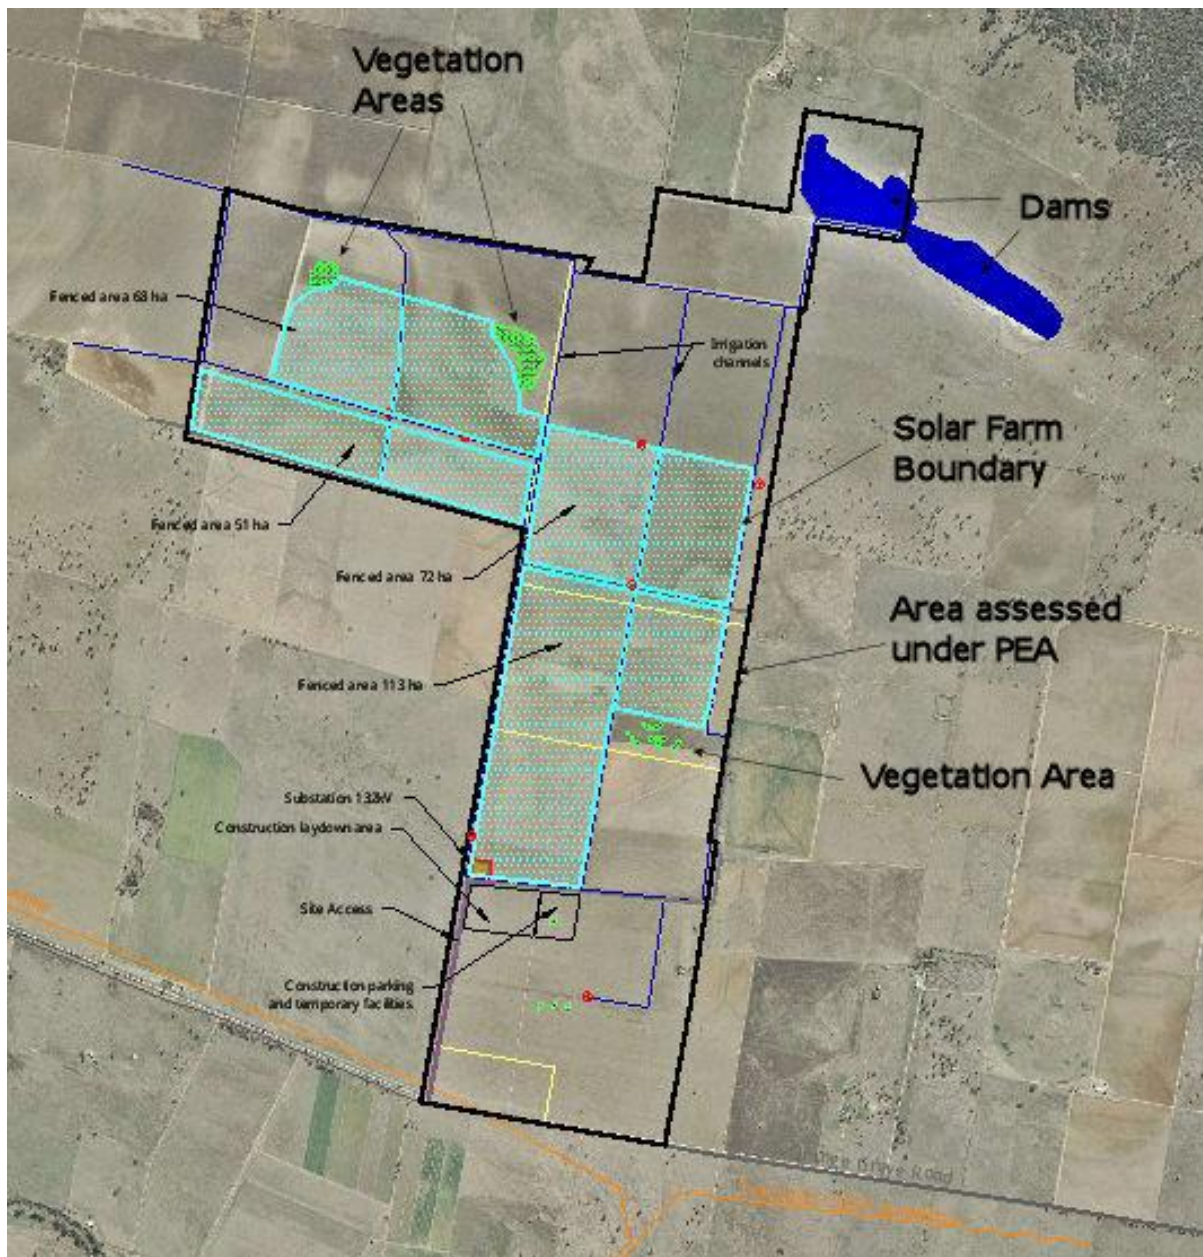 Vegetation
Areas
Dams
Fenced area 68 ha
Irrigation
channels
Solar Farm
Boundary
Fenced area 51 ha
Fenced area 72 ha
Area assessed
under PEA
Fenced area 113 ha
Vegetation Area
Substation 132kV
Construction laydown area
Site Access
Construction parking
and temporary facilities
Grove Road